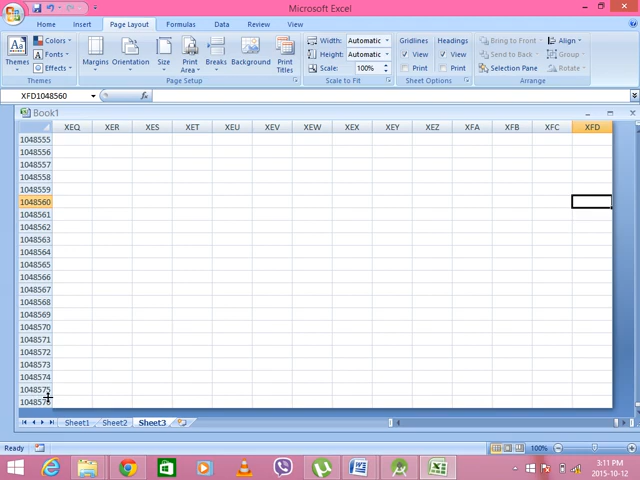 Microsoft Excel
Home Insert Page Layout Formulas Data Review View
Themes
Colors
Fonts
Effects
Themes
Margins
Orientation
Size
Print Area
Breaks
Background
Print Titles
Page Setup
Width: Automatic
Height: Automatic
Scale: 100%
Scale to Fit
Gridlines
View
Print
Headings
View
Print
Sheet Options
Bring to Front
Send to Back
Selection Pane
Align
Group
Rotate
Arrange
XFD1048560
fx
Book1
XEQ XER XES XET XEU XEV XEW XEX XEY XEZ XFA XFB XFC XFD
1048555
1048556
1048557
1048558
1048559
1048560
1048561
1048562
1048563
1048564
1048565
1048566
1048567
1048568
1048569
1048570
1048571
1048572
1048573
1048574
1048575
1048576
Sheet1 Sheet2 Sheet3
Ready
100%
3:11 PM
2015-10-12